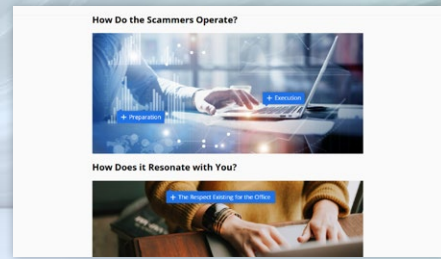 How Do the Scammers Operate?
+ Execution
+ Preparation
How Does it Resonate with You?
+ The Respect Existing for the Office